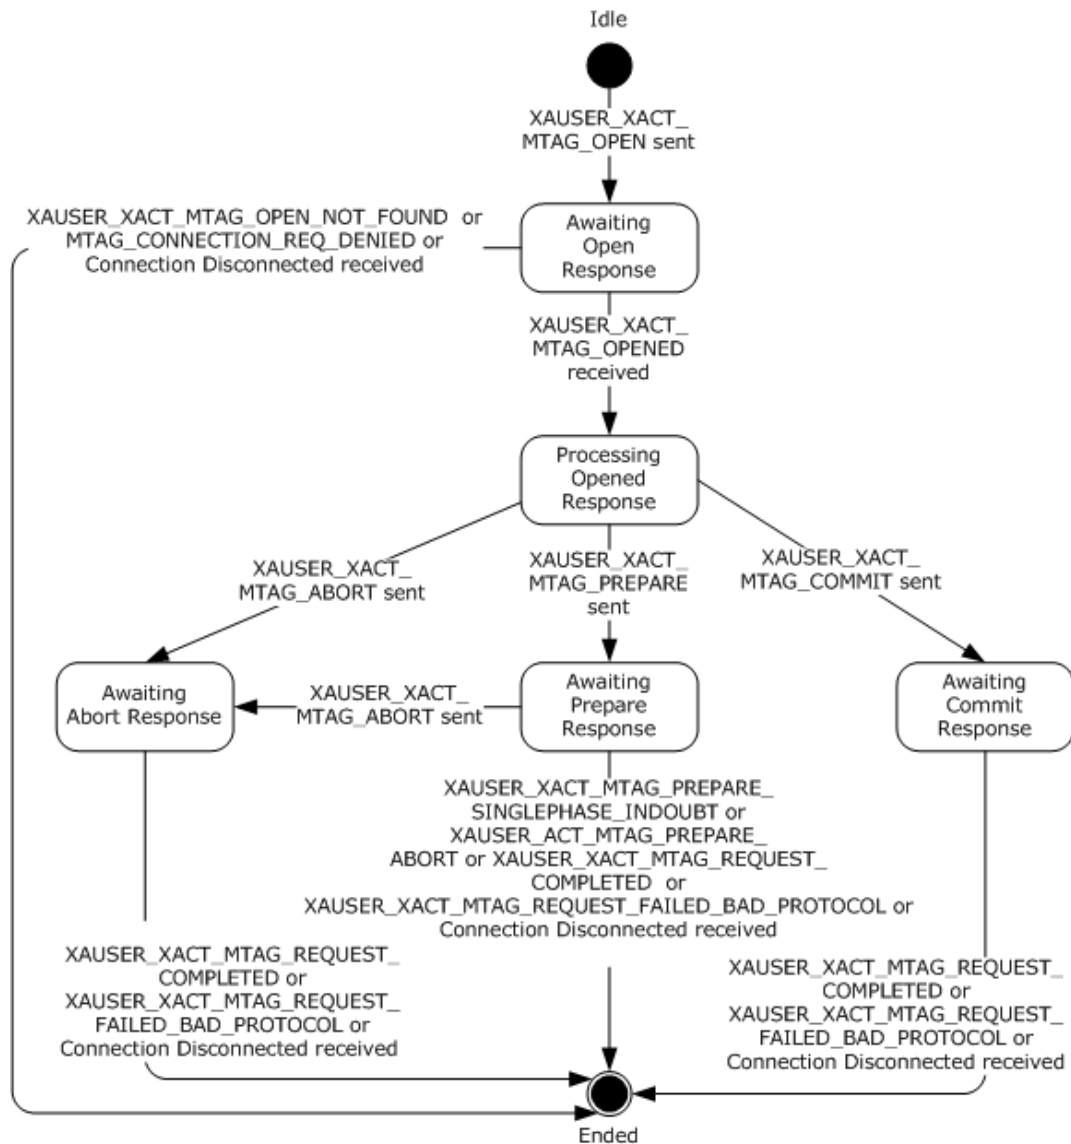 Idle
XAUSER_XACT_
MTAG_OPEN sent
XAUSER_XACT_MTAG_OPEN_NOT_FOUND or
MTAG_CONNECTION_REQ_DENIED or
Connection Disconnected received
Awaiting
Open
Response
XAUSER_XACT_
MTAG_OPENED
received
Processing
Opened
Response
XAUSER_XACT_
MTAG_ABORT sent
XAUSER_XACT_
MTAG_PREPARE
sent
XAUSER_XACT_
MTAG_COMMIT sent
Awaiting
Abort Response
XAUSER_XACT_
MTAG_ABORT sent
Awaiting
Prepare
Response
Awaiting
Commit
Response
XAUSER_XACT_MTAG_PREPARE_
SINGLEPHASE_INDOUBT or
XAUSER_ACT_MTAG_PREPARE_
ABORT or XAUSER_XACT_MTAG_REQUEST_
COMPLETED or
XAUSER_XACT_MTAG_REQUEST_FAILED_BAD_PROTOCOL or
Connection Disconnected received
XAUSER_XACT_MTAG_REQUEST_
COMPLETED or
XAUSER_XACT_MTAG_REQUEST_
FAILED_BAD_PROTOCOL or
Connection Disconnected received
XAUSER_XACT_MTAG_REQUEST_
COMPLETED or
XAUSER_XACT_MTAG_REQUEST_
FAILED_BAD_PROTOCOL or
Connection Disconnected received
Ended